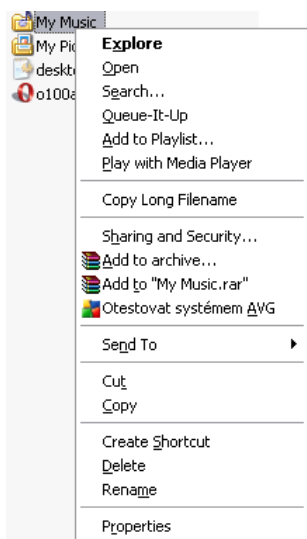 My Music
My Pic
deskt
o100a
Explore
Open
Search...
Queue-It-Up
Add to Playlist...
Play with Media Player
Copy Long Filename
Sharing and Security...
Add to archive...
Add to "My Music.rar"
Otestovat systémem AVG
Send To
Cut
Copy
Create Shortcut
Delete
Rename
Properties